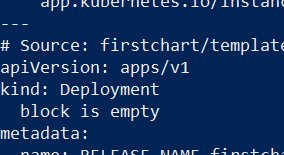 app.kubernetes.io/instanc
---
# Source: firstchart/template
apiVersion: apps/v1
kind: Deployment
  block is empty
metadata:
  name: RELEASE-NAME-firstcha